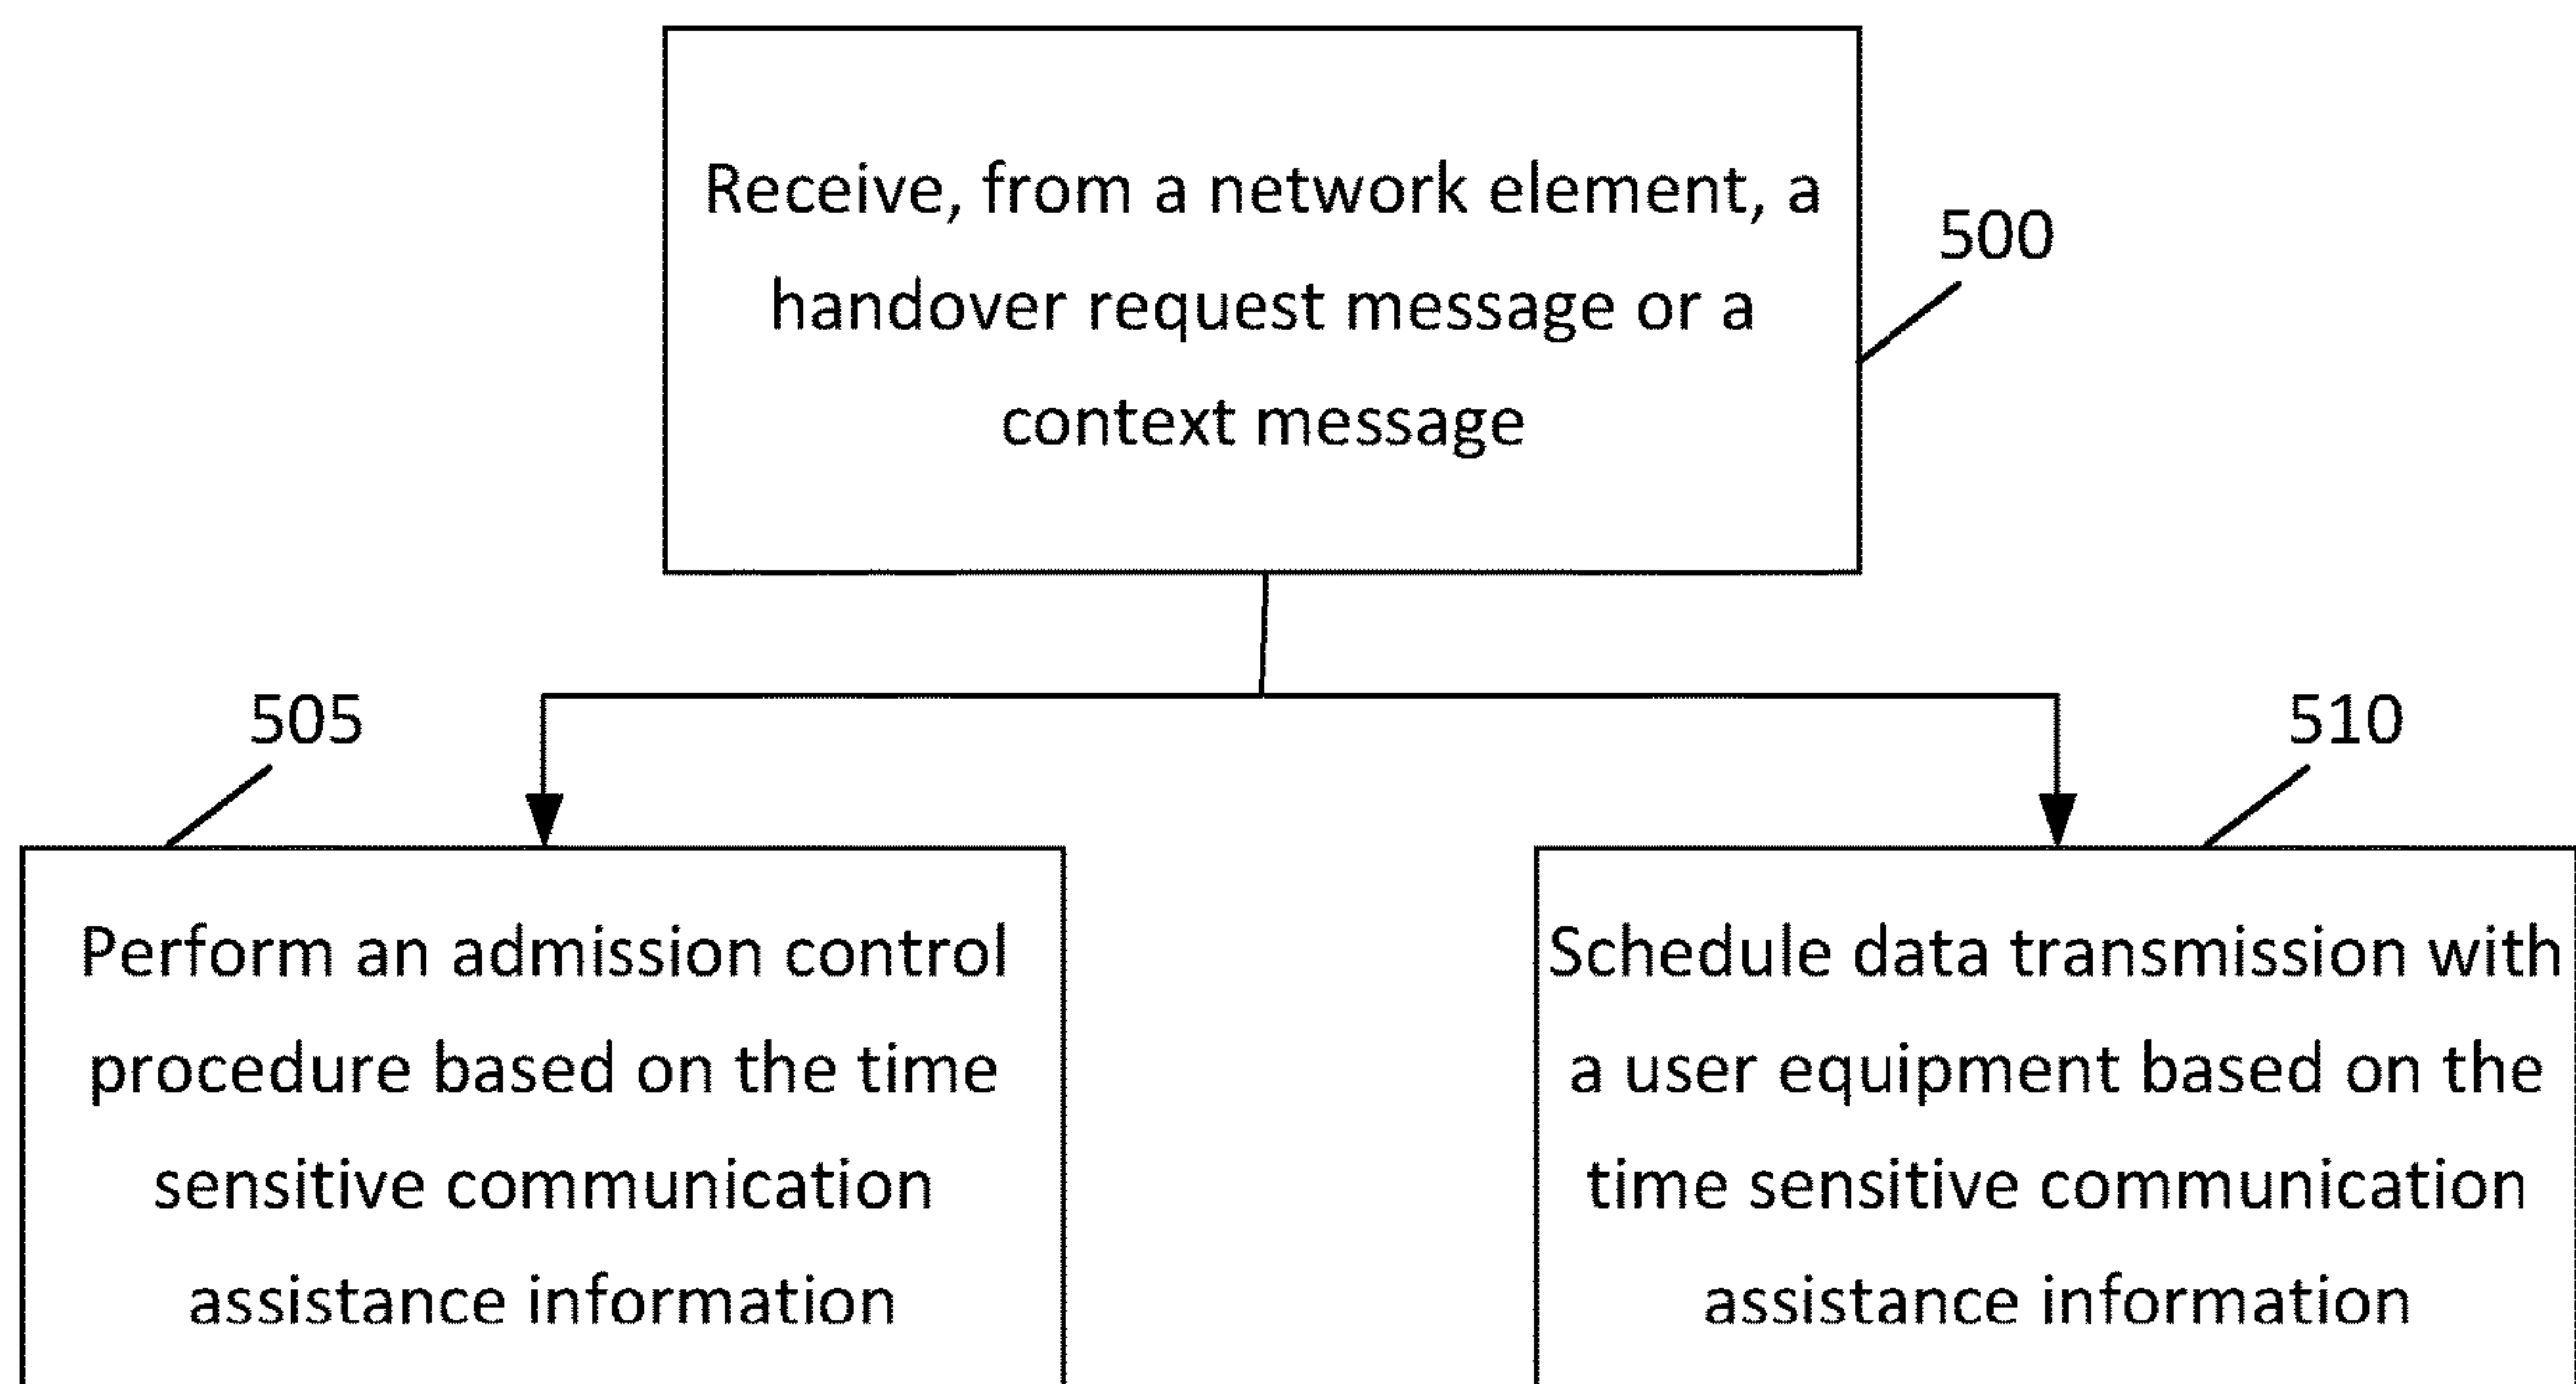 Receive, from a network element, a
handover request message or a
context message
500
505
510
Perform an admission control
procedure based on the time
sensitive communication
assistance information
Schedule data transmission with
a user equipment based on the
time sensitive communication
assistance information